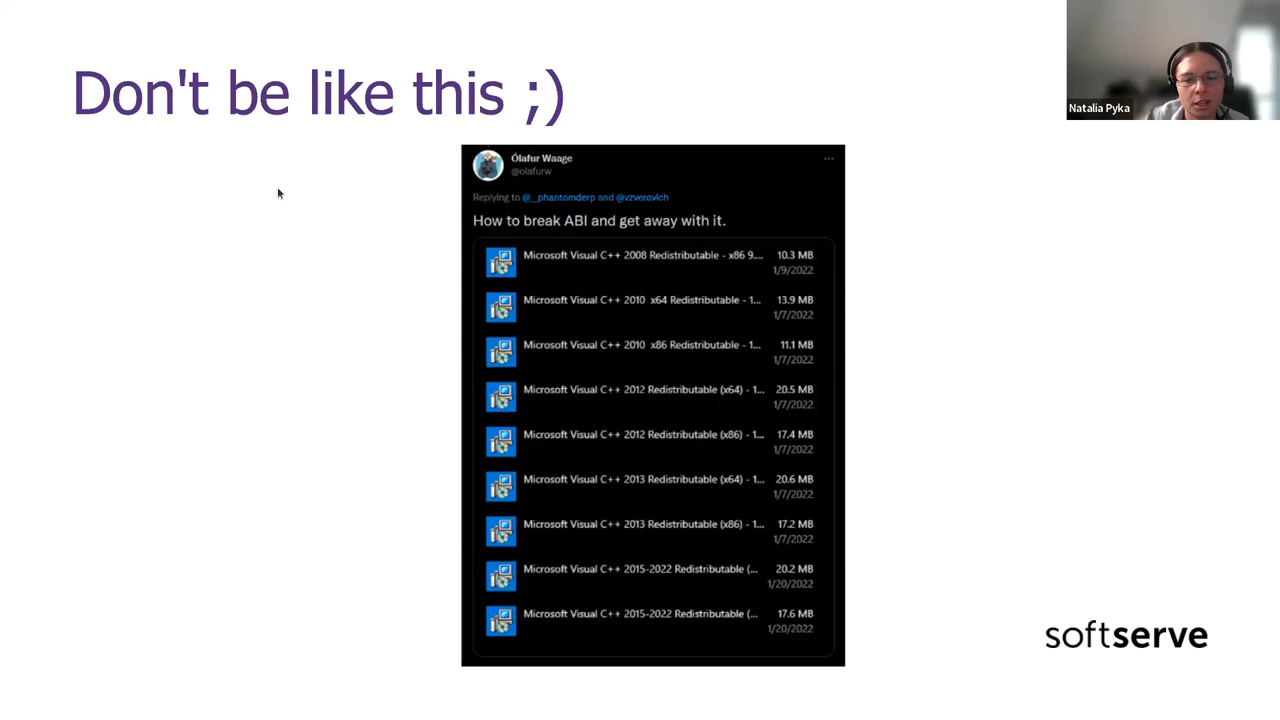 Don't be like this ;)
Natalia Pyka
Ólafur Waage
@olafurw
Replying to @__phantomderp and @vzverovich
How to break ABI and get away with it.
Microsoft Visual C++ 2008 Redistributable - x86 9.... 10.3 MB
1/9/2022
Microsoft Visual C++ 2010 x64 Redistributable - 1... 13.9 MB
1/7/2022
Microsoft Visual C++ 2010 x86 Redistributable - 1... 11.1 MB
1/7/2022
Microsoft Visual C++ 2012 Redistributable (x64) - 1... 20.5 MB
1/7/2022
Microsoft Visual C++ 2012 Redistributable (x86) - 1... 17.4 MB
1/7/2022
Microsoft Visual C++ 2013 Redistributable (x64) - 1... 20.6 MB
1/7/2022
Microsoft Visual C++ 2013 Redistributable (x86) - 1... 17.2 MB
1/7/2022
Microsoft Visual C++ 2015-2022 Redistributable (... 20.2 MB
1/20/2022
Microsoft Visual C++ 2015-2022 Redistributable (... 17.6 MB
1/20/2022
softserve